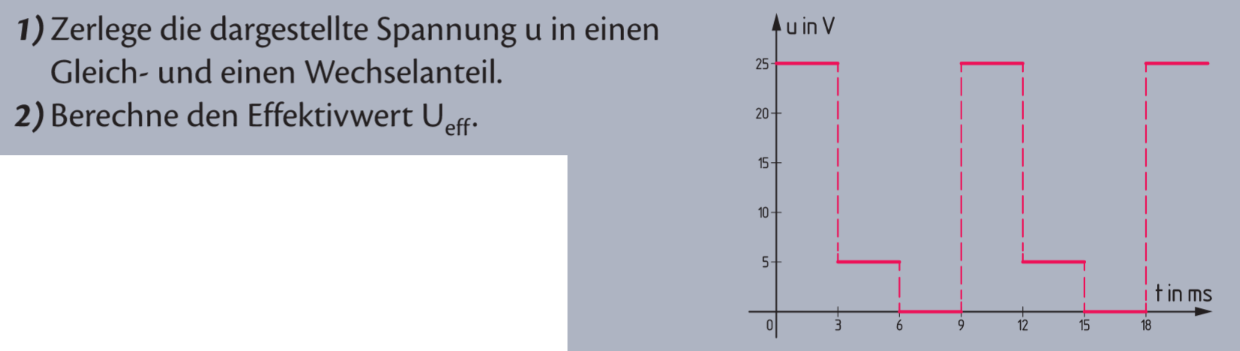 1) Zerlege die dargestellte Spannung u in einen
Gleich- und einen Wechselanteil.
2) Berechne den Effektivwert Ueff.
u in V
25
20
15
10
5
t in ms
0 3 6 9 12 15 18